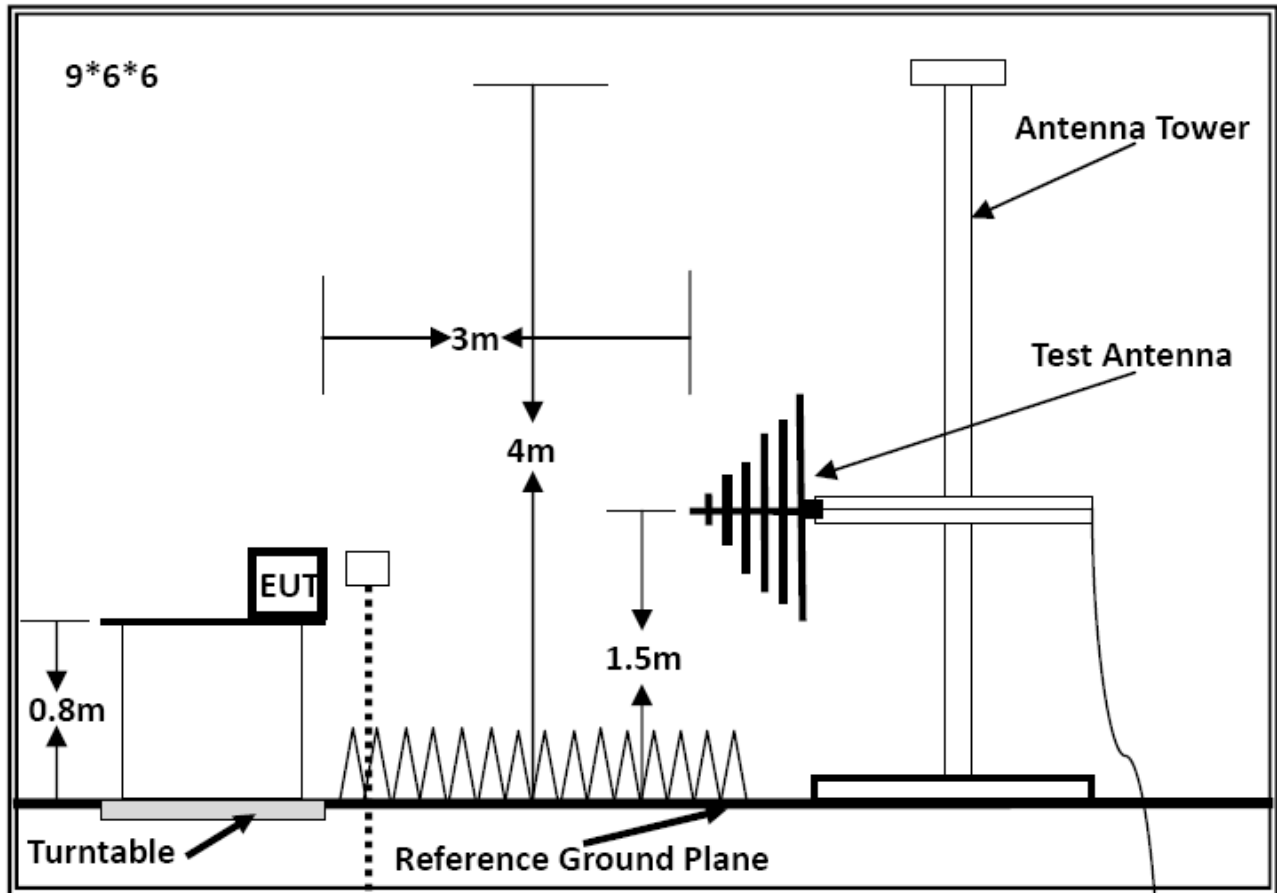 9*6*6
Antenna Tower
3m
Test Antenna
4m
EUT
1.5m
0.8m
Turntable
Reference Ground Plane